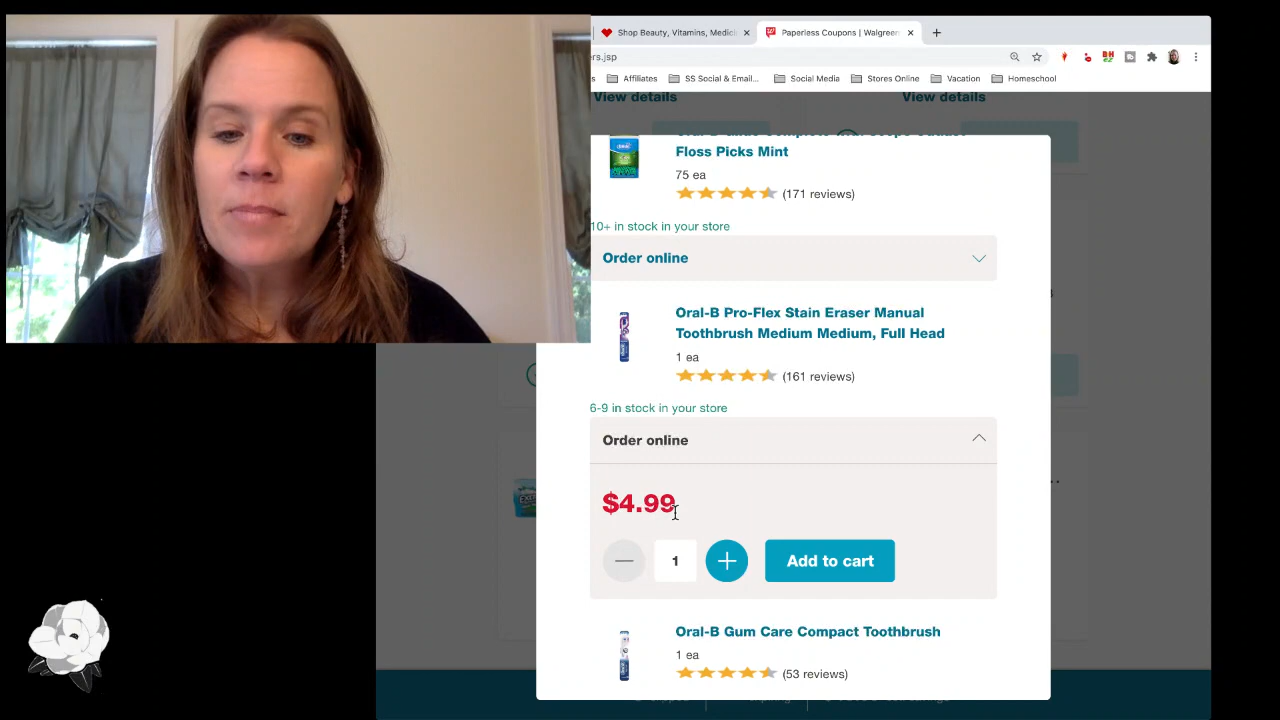 Shop Beauty, Vitamins, Medici
Paperless Coupons | Walgreen
ers.jsp
Affiliates
SS Social & Email...
Social Media
Stores Online
Vacation
Homeschool
View details
View details
Floss Picks Mint
75 ea
(171 reviews)
10+ in stock in your store
Order online
Oral-B Pro-Flex Stain Eraser Manual
Toothbrush Medium Medium, Full Head
1 ea
(161 reviews)
6-9 in stock in your store
Order online
$4.99
1
Add to cart
Oral-B Gum Care Compact Toothbrush
1 ea
(53 reviews)